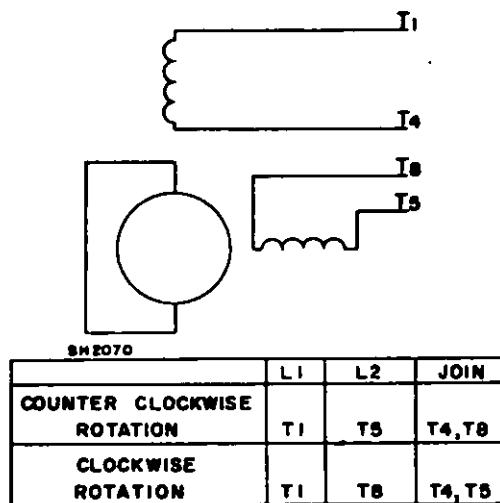 T1
T4
T8
T5
SH2070
L1 L2 JOIN
COUNTER CLOCKWISE
ROTATION T1 T5 T4, T8
CLOCKWISE
ROTATION T1 T8 T4, T5